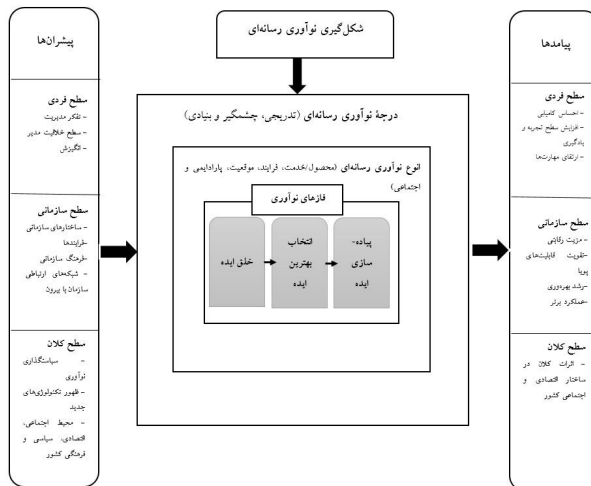 شکل‌گیری نوآوری رسانه‌ای
پیشران‌ها
سطح فردی
- تفکر مدیریت
- سطح خلاقیت مدیر
- انگیزش
سطح سازمانی
- ساختارهای سازمانی
-فرایندها
-فرهنگ سازمانی
- شبکه‌های ارتباطی
سازمان با بیرون
سطح کلان
- سیاستگذاری
نوآوری
- ظهور تکنولوژی‌های
جدید
- محیط اجتماعی،
اقتصادی، سیاسی و
فرهنگی کشور
درجهٔ نوآوری رسانه‌ای (تدریجی، چشمگیر و بنیادی)
انوع نوآوری رسانه‌ای (محصول/خدمت، فرایند، موقعیت، پارادایمی و
اجتماعی)
فازهای نوآوری
خلق ایده
انتخاب
بهترین
ایده
پیاده-
سازی
ایده
پیامدها
سطح فردی
- احساس کامیابی
- افزایش سطح تجربه و
یادگیری
- ارتقای مهارت‌ها
سطح سازمانی
- مزیت رقابتی
-تقویت قابلیت‌های
پویا
-رشد بهره‌وری
-عملکرد برتر
سطح کلان
- اثرات کلان در
ساختار اقتصادی و
اجتماعی کشور